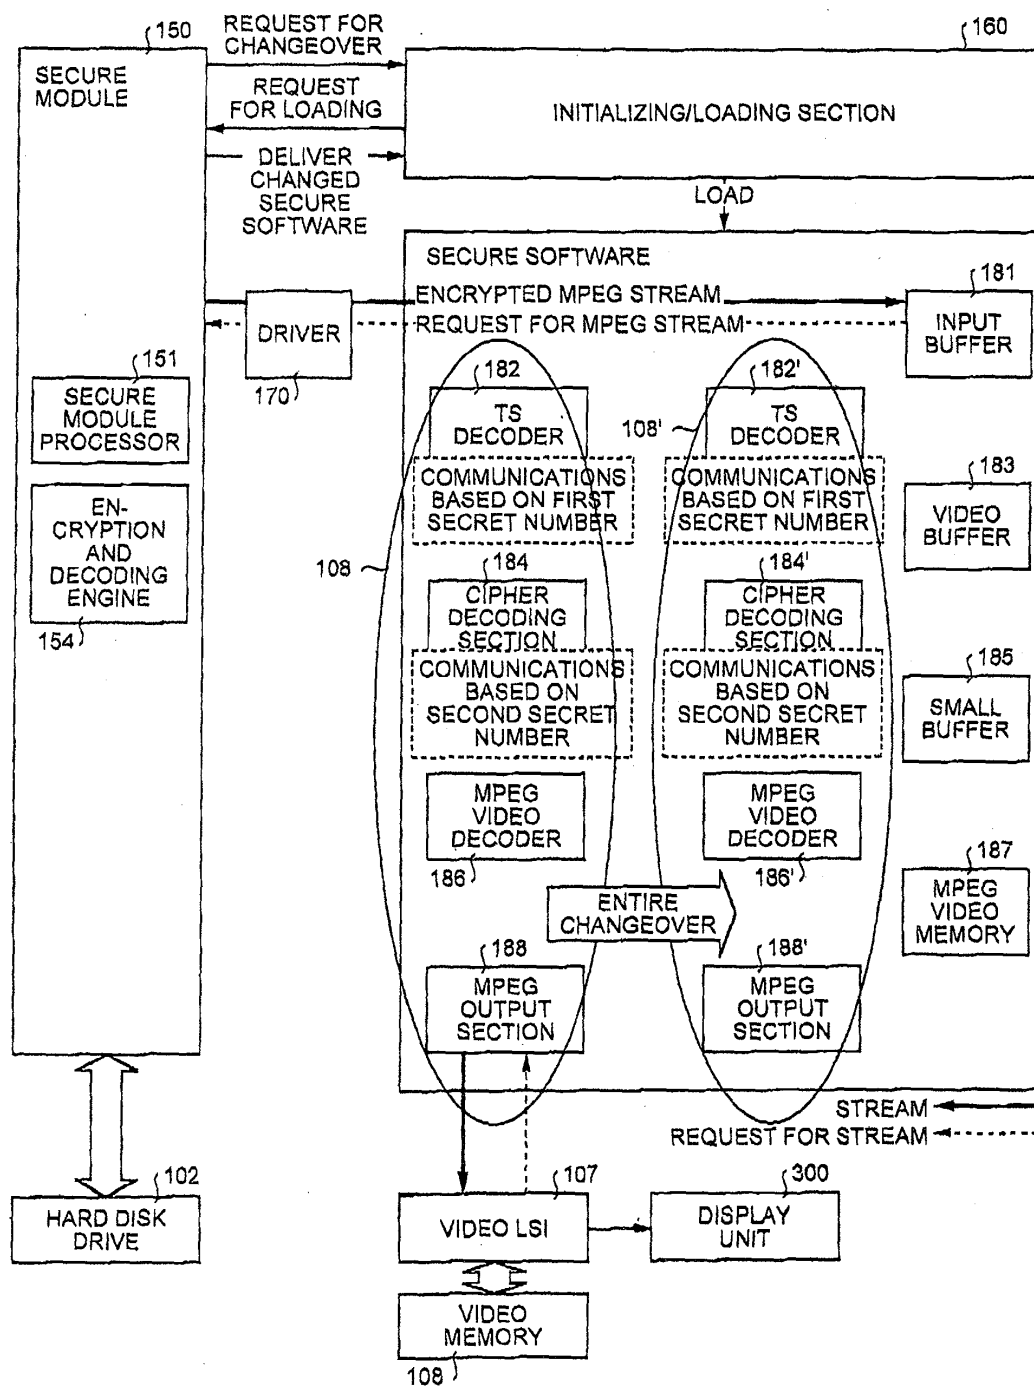 150
REQUEST FOR
CHANGEOVER
160
SECURE
MODULE
REQUEST
FOR LOADING
INITIALIZING/LOADING SECTION
DELIVER
CHANGED
SECURE
SOFTWARE
LOAD
SECURE SOFTWARE
181
ENCRYPTED MPEG STREAM
REQUEST FOR MPEG STREAM
INPUT
BUFFER
DRIVER
170
151
SECURE
MODULE
PROCESSOR
EN-
CRYPTION
AND
DECODING
ENGINE
154
182
TS
DECODER
COMMUNICATIONS
BASED ON FIRST
SECRET NUMBER
108
184
CIPHER
DECODING
SECTION
COMMUNICATIONS
BASED ON
SECOND SECRET
NUMBER
MPEG
VIDEO
DECODER
186
182'
108'
TS
DECODER
COMMUNICATIONS
BASED ON FIRST
SECRET NUMBER
184'
CIPHER
DECODING
SECTION
COMMUNICATIONS
BASED ON
SECOND SECRET
NUMBER
MPEG
VIDEO
DECODER
186'
183
VIDEO
BUFFER
185
SMALL
BUFFER
187
MPEG
VIDEO
MEMORY
ENTIRE
CHANGEOVER
188
MPEG
OUTPUT
SECTION
188'
MPEG
OUTPUT
SECTION
STREAM
REQUEST FOR STREAM
102
HARD DISK
DRIVE
107
VIDEO LSI
300
DISPLAY
UNIT
VIDEO
MEMORY
108